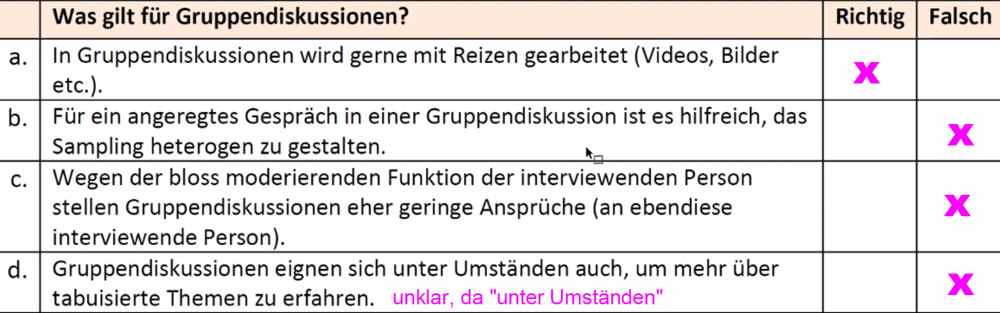 Was gilt für Gruppendiskussionen? Richtig Falsch
a. In Gruppendiskussionen wird gerne mit Reizen gearbeitet (Videos, Bilder
etc.). x
b. Für ein angeregtes Gespräch in einer Gruppendiskussion ist es hilfreich, das
Sampling heterogen zu gestalten. x
c. Wegen der bloss moderierenden Funktion der interviewenden Person
stellen Gruppendiskussionen eher geringe Ansprüche (an ebendiese x
interviewende Person).
d. Gruppendiskussionen eignen sich unter Umständen auch, um mehr über
tabuisierte Themen zu erfahren. unklar, da "unter Umständen" x